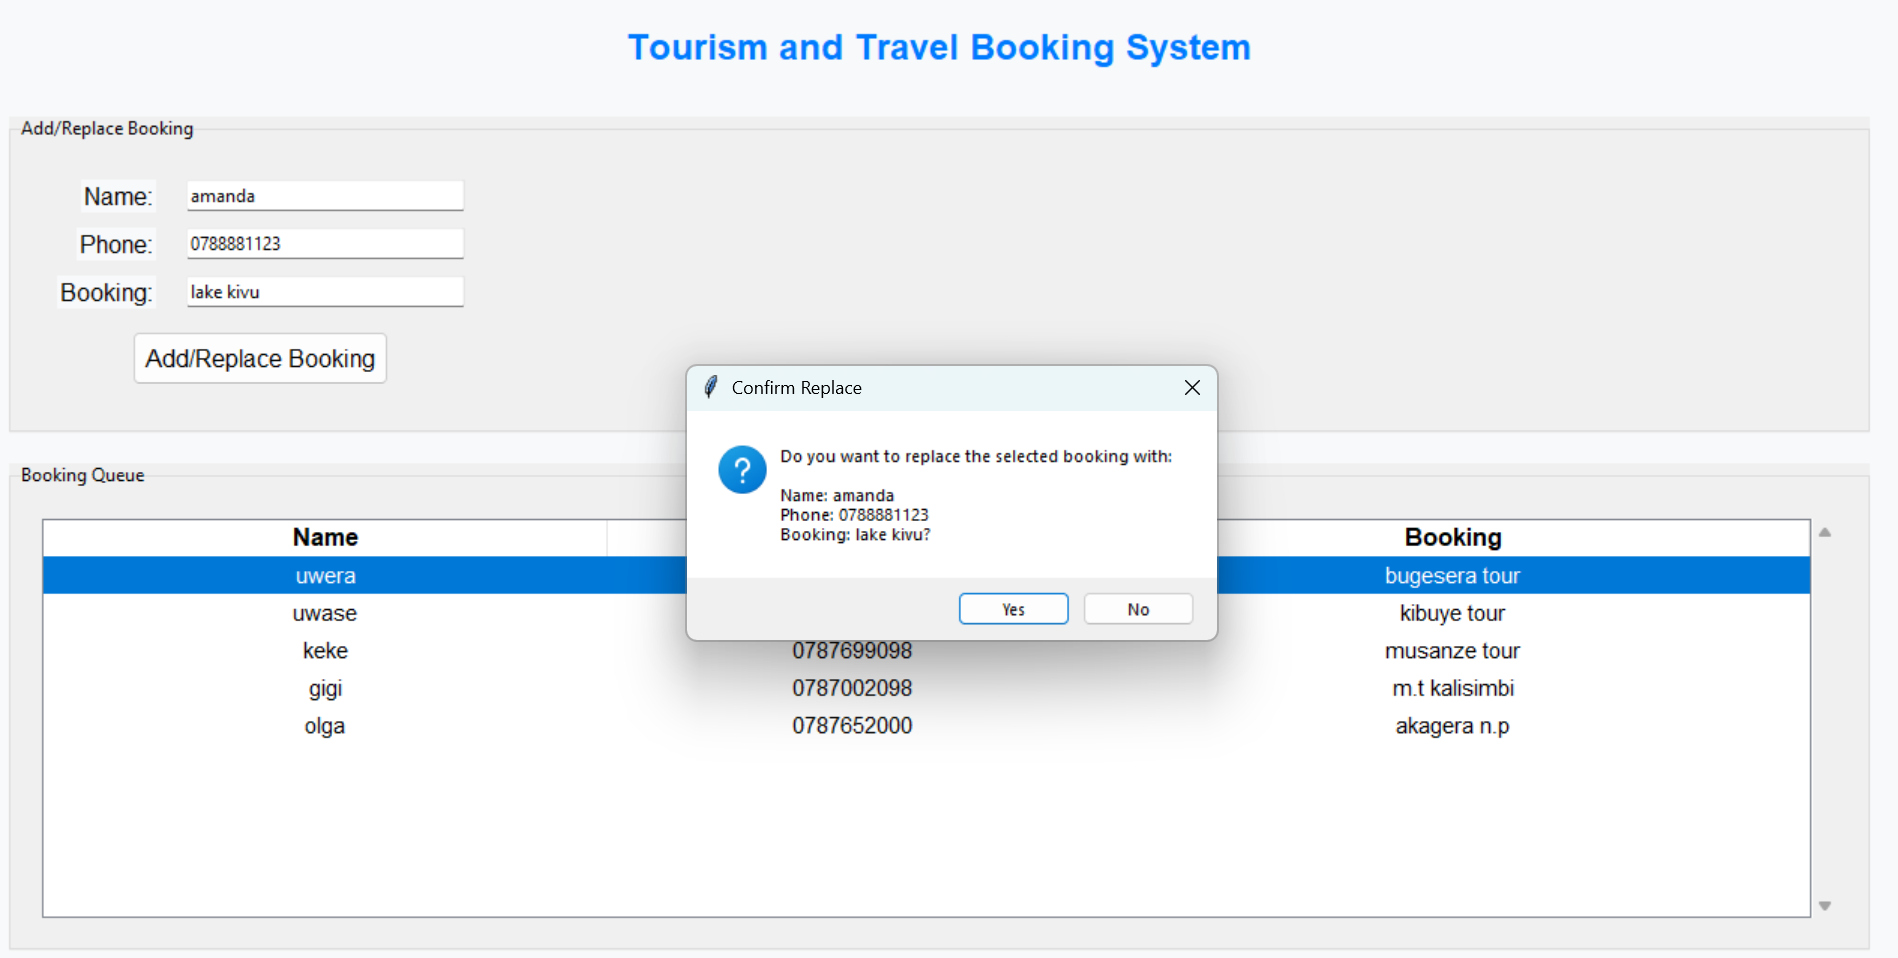 Tourism and Travel Booking System
Add/Replace Booking
Name: amanda
Phone: 0788881123
Booking: lake kivu
Add/Replace Booking
Confirm Replace
Do you want to replace the selected booking with:
Name: amanda
Phone: 0788881123
Booking: lake kivu?
Yes No
Booking Queue
Name Booking
uwera bugesera tour
uwase kibuye tour
keke 0787699098 musanze tour
gigi 0787002098 m.t kalisimbi
olga 0787652000 akagera n.p